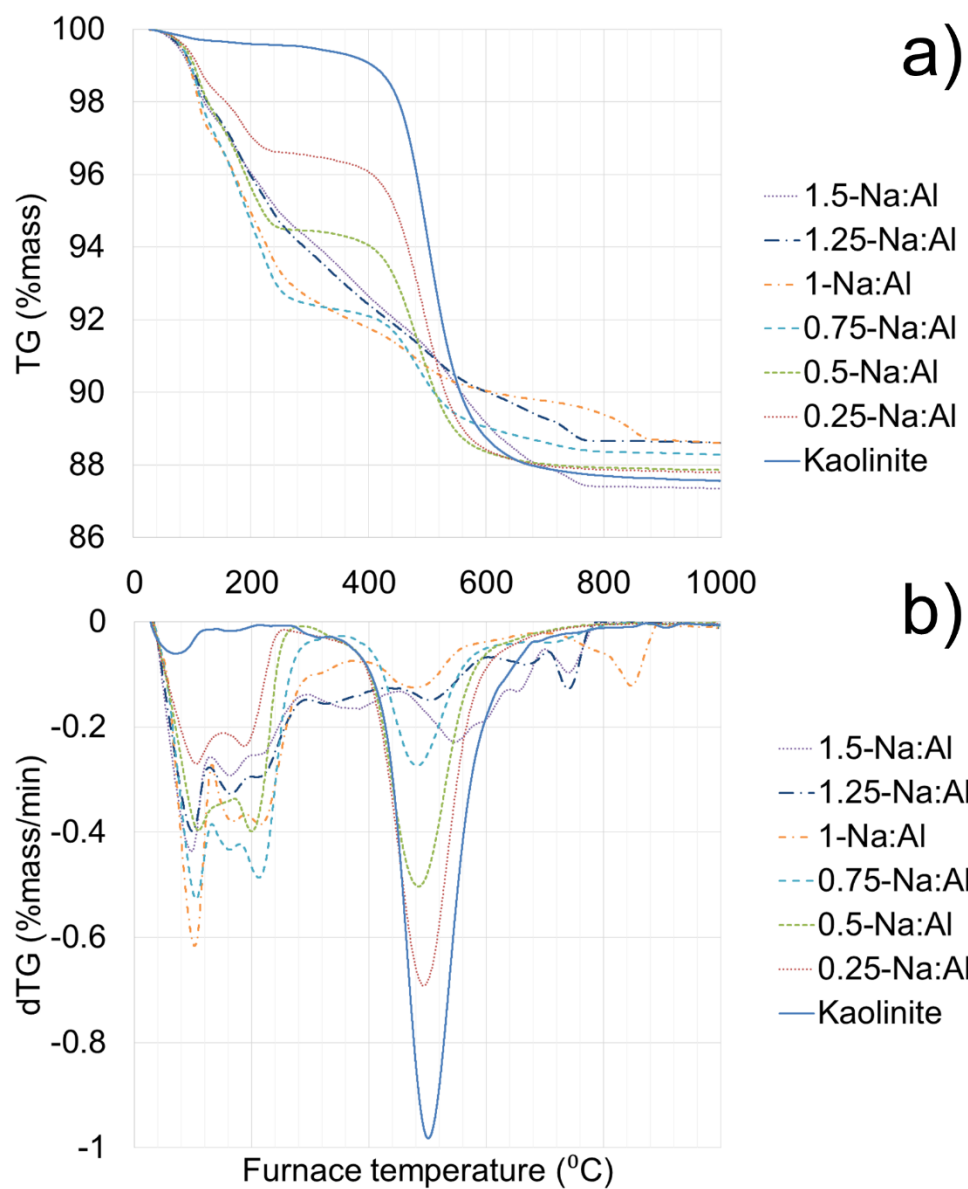 a)
100
98
96
94
92
90
88
86
TG (%mass)
1.5-Na:Al
1.25-Na:Al
1-Na:Al
0.75-Na:Al
0.5-Na:Al
0.25-Na:Al
Kaolinite
0 200 400 600 800 1000
b)
0
-0.2
-0.4
-0.6
-0.8
-1
dTG (%mass/min)
1.5-Na:Al
1.25-Na:Al
1-Na:Al
0.75-Na:Al
0.5-Na:Al
0.25-Na:Al
Kaolinite
Furnace temperature (⁰C)